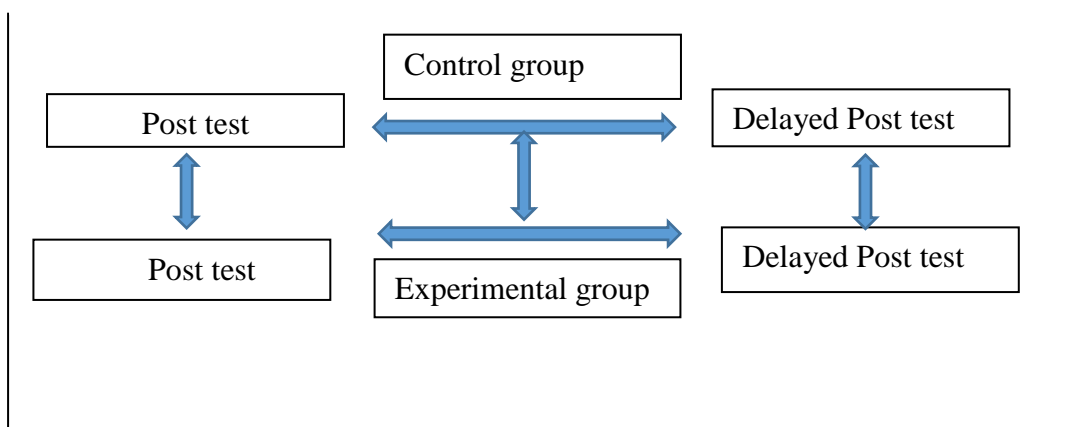 Control group
Post test
Delayed Post test
Post test
Delayed Post test
Experimental group